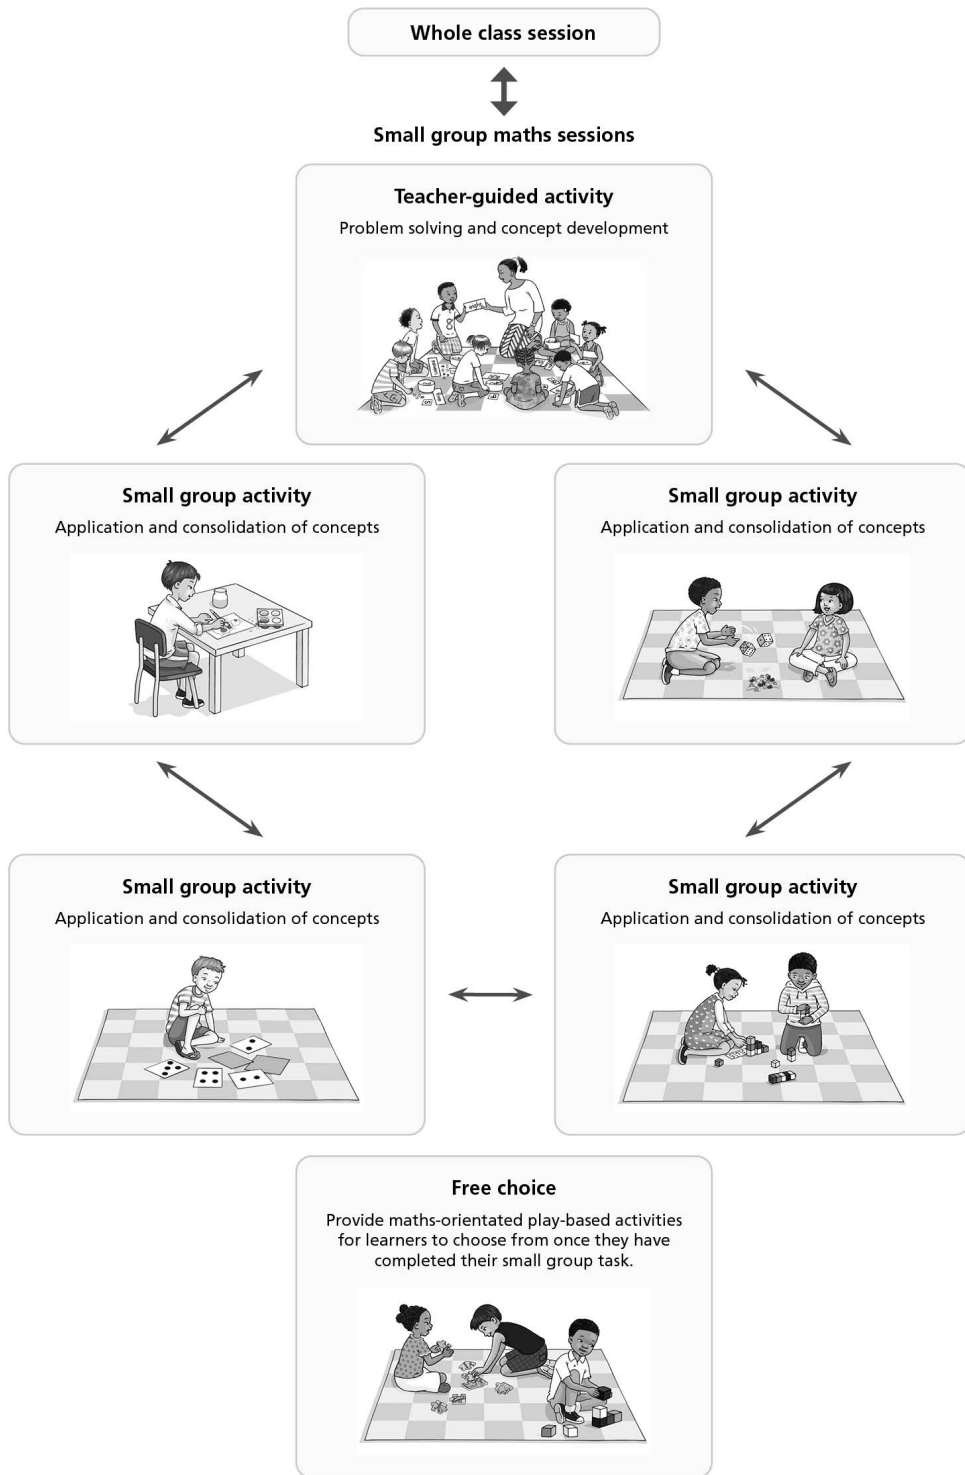 Whole class session
Small group maths sessions
Teacher-guided activity
Problem solving and concept development
Small group activity
Application and consolidation of concepts
Small group activity
Application and consolidation of concepts
Small group activity
Application and consolidation of concepts
Small group activity
Application and consolidation of concepts
Free choice
Provide maths-orientated play-based activities
for learners to choose from once they have
completed their small group task.